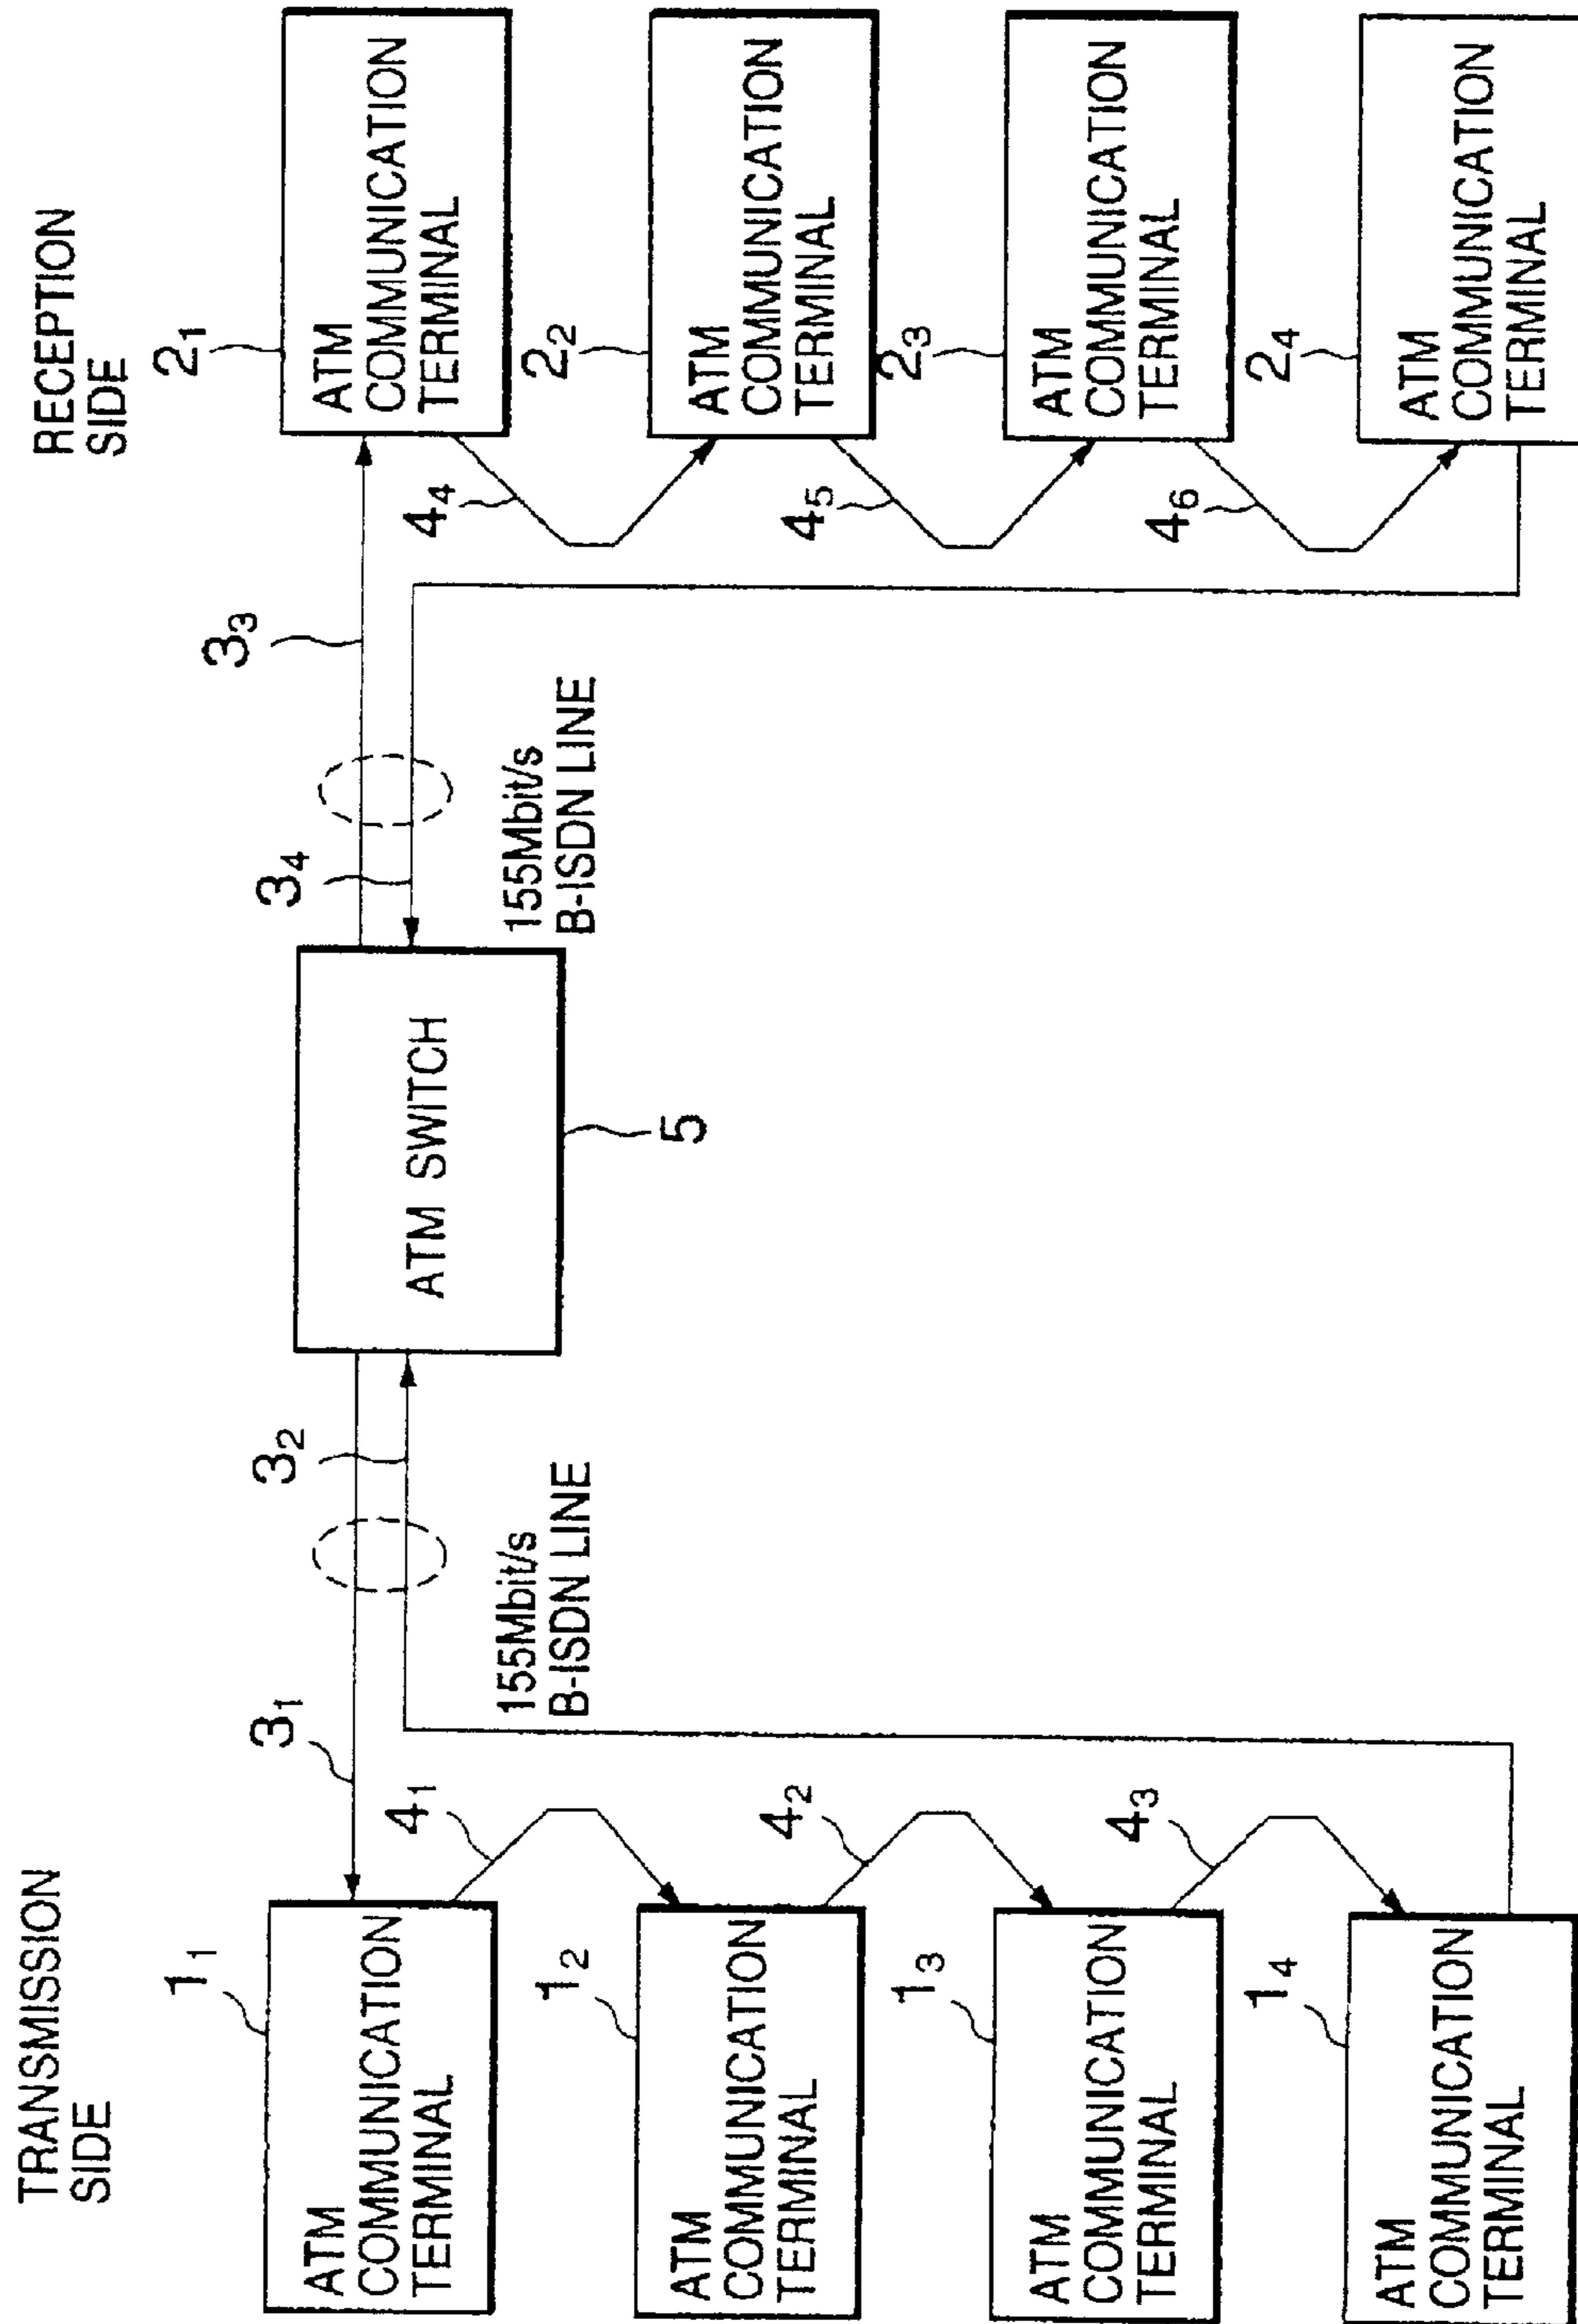 TRANSMISSION
SIDE
RECEPTION
SIDE
1₁
ATM
COMMUNICATION
TERMINAL
1₂
ATM
COMMUNICATION
TERMINAL
1₃
ATM
COMMUNICATION
TERMINAL
1₄
ATM
COMMUNICATION
TERMINAL
4₁
4₂
4₃
3₁
3₂
155Mbit/s
B-ISDN LINE
ATM SWITCH
5
3₄
3₃
155Mbit/s
B-ISDN LINE
4₄
4₅
4₆
2₁
ATM
COMMUNICATION
TERMINAL
2₂
ATM
COMMUNICATION
TERMINAL
2₃
ATM
COMMUNICATION
TERMINAL
2₄
ATM
COMMUNICATION
TERMINAL